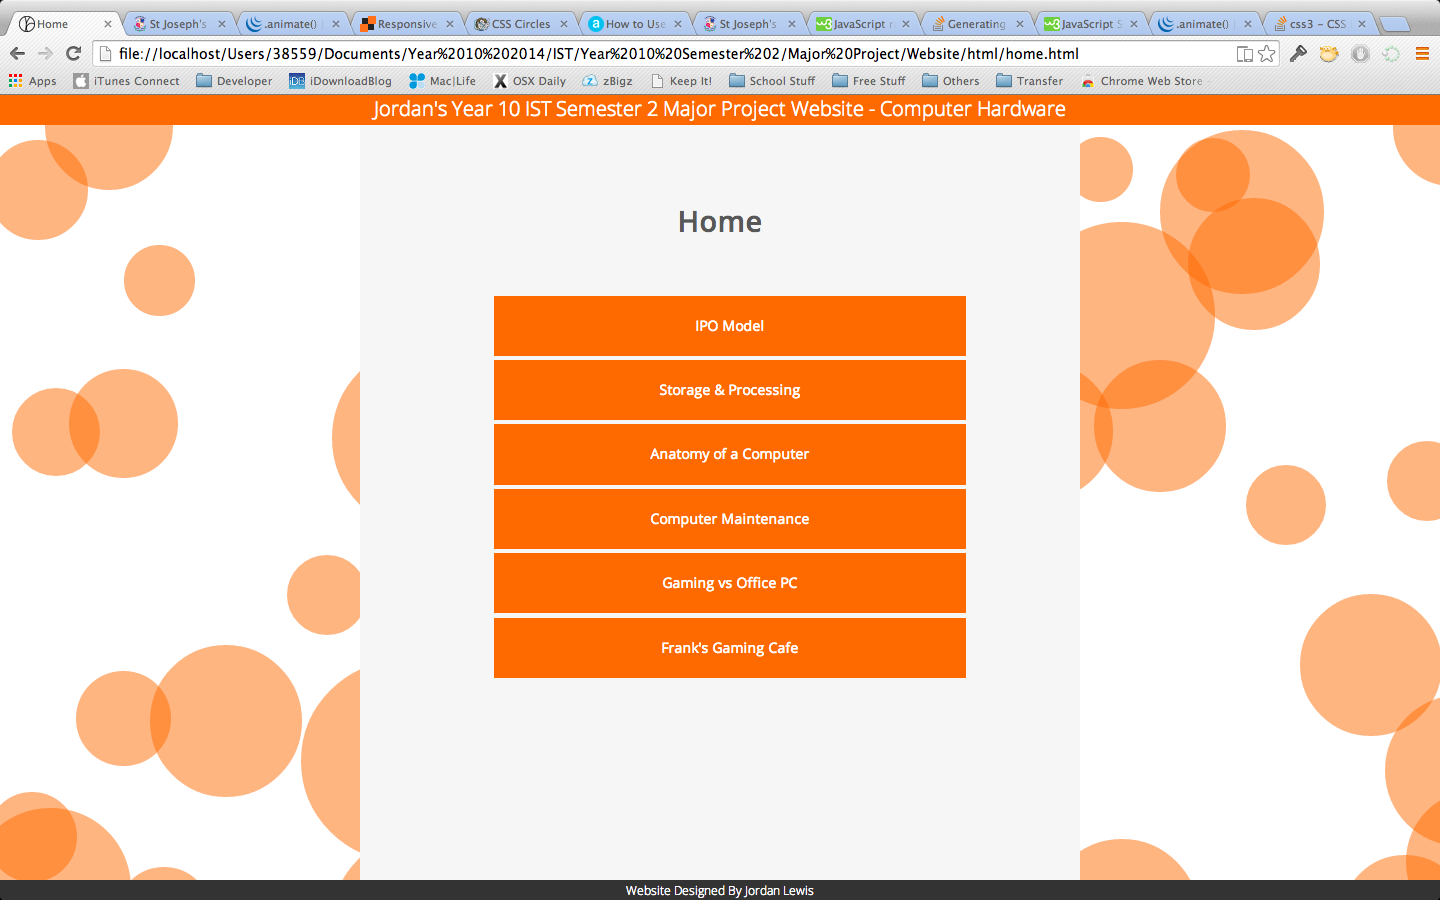 Home
St Joseph's
.animate() |
Responsive
CSS Circles
How to Use
St Joseph's
JavaScript r
Generating
JavaScript S
.animate() |
css3 - CSS
file://localhost/Users/38559/Documents/Year%2010%202014/IST/Year%2010%20Semester%202/Major%20Project/Website/html/home.html
Apps iTunes Connect Developer iDB iDownloadBlog Mac|Life X OSX Daily zBigz Keep It! School Stuff Free Stuff Others Transfer Chrome Web Store
Jordan's Year 10 IST Semester 2 Major Project Website - Computer Hardware
Home
IPO Model
Storage & Processing
Anatomy of a Computer
Computer Maintenance
Gaming vs Office PC
Frank's Gaming Cafe
Website Designed By Jordan Lewis